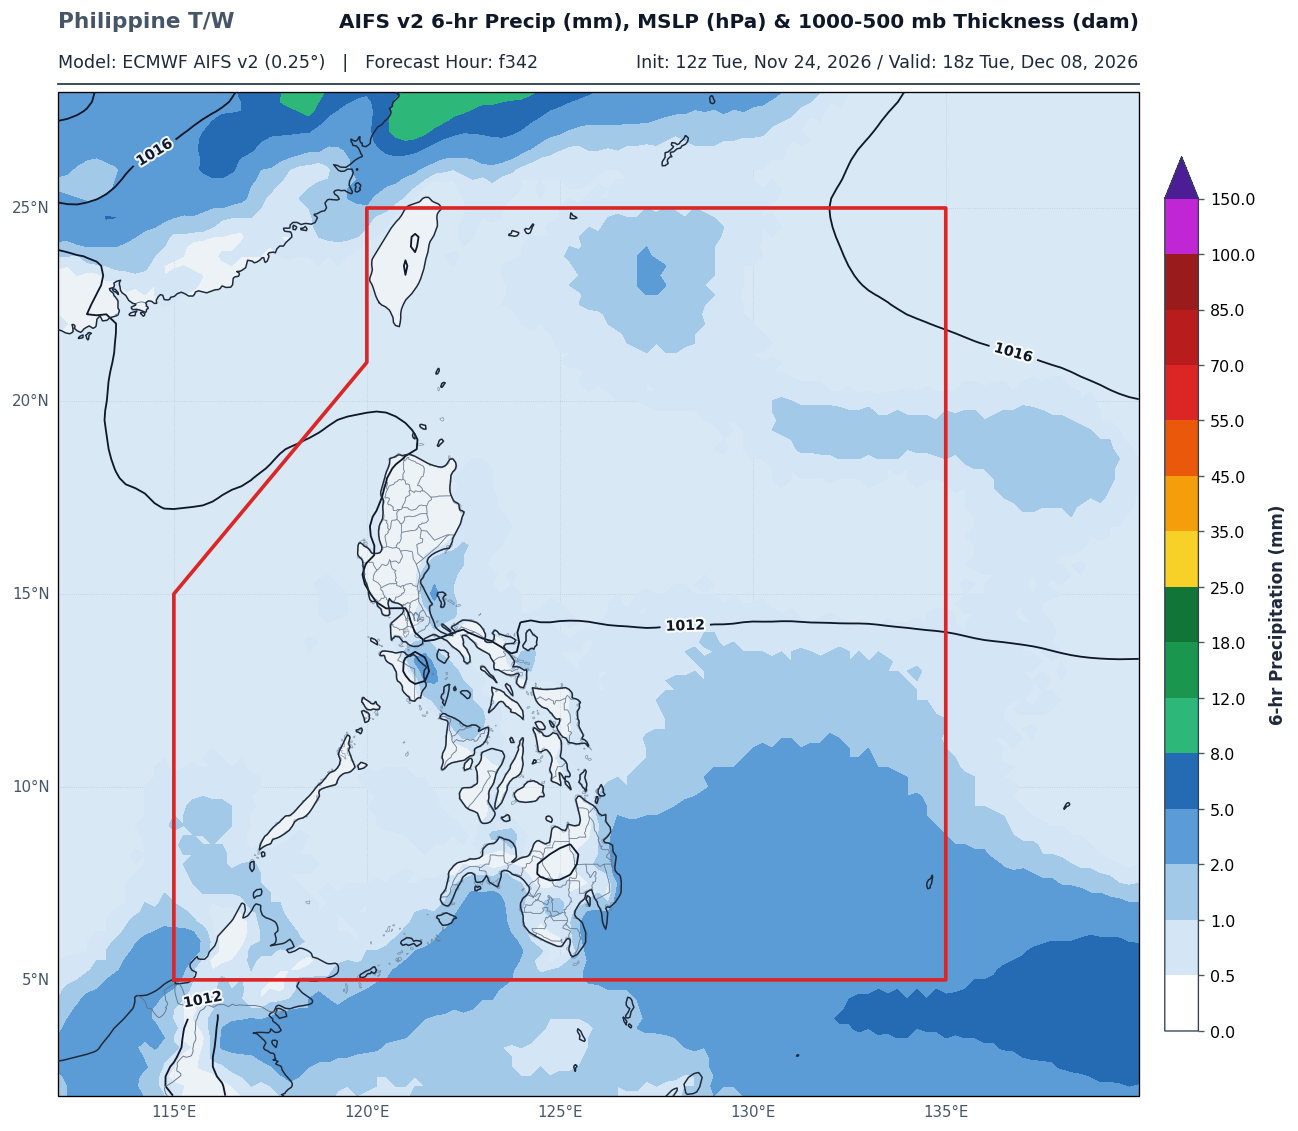 Philippine T/W
AIFS v2 6-hr Precip (mm), MSLP (hPa) & 1000-500 mb Thickness (dam)
Model: ECMWF AIFS v2 (0.25°) | Forecast Hour: f342
Init: 12z Tue, Nov 24, 2026 / Valid: 18z Tue, Dec 08, 2026
1016
1016
1012
1012
25°N
20°N
15°N
10°N
5°N
115°E
120°E
125°E
130°E
135°E
150.0
100.0
85.0
70.0
55.0
45.0
35.0
25.0
18.0
12.0
8.0
5.0
2.0
1.0
0.5
0.0
6-hr Precipitation (mm)